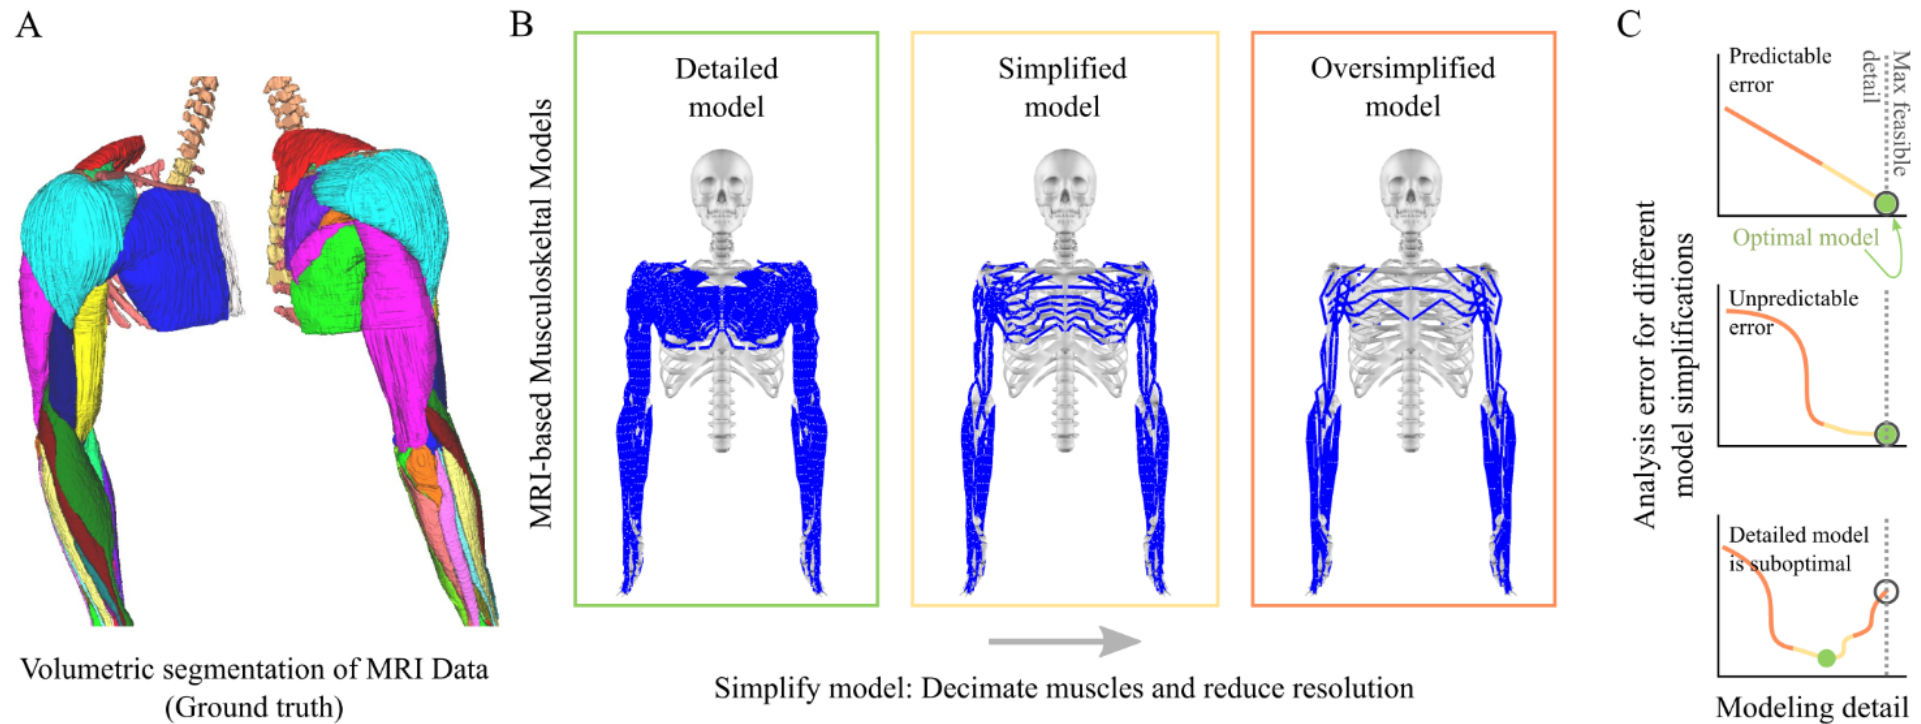 A
Volumetric segmentation of MRI Data
(Ground truth)
B
MRI-based Musculoskeltal Models
Detailed
model
Simplified
model
Oversimplified
model
Simplify model: Decimate muscles and reduce resolution
C
Analysis error for different
model simplifications
Predictable
error
Max feasible
detail
Optimal model
Unpredictable
error
Detailed model
is suboptimal
Modeling detail